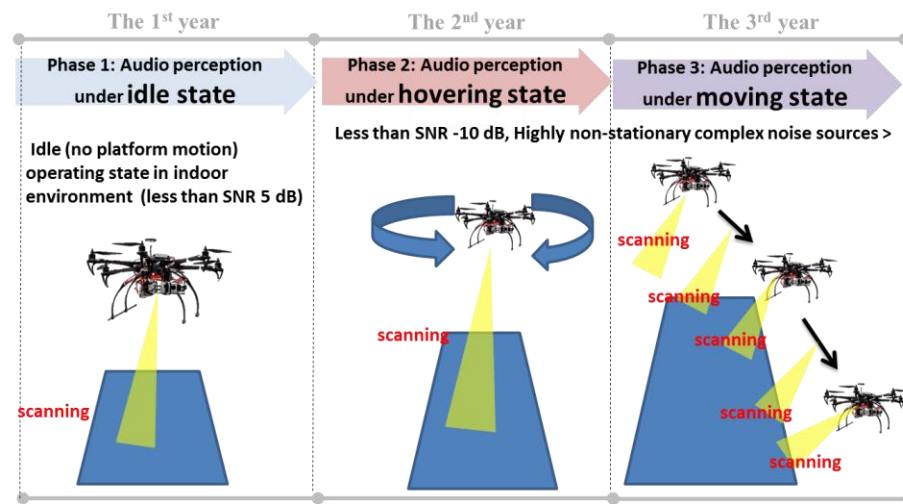 The 1st year
The 2nd year
The 3rd year
Phase 1: Audio perception
under idle state
Phase 2: Audio perception
under hovering state
Phase 3: Audio perception
under moving state
Idle (no platform motion)
operating state in indoor
environment (less than SNR 5 dB)
Less than SNR -10 dB, Highly non-stationary complex noise sources >
scanning
scanning
scanning
scanning
scanning
scanning
scanning